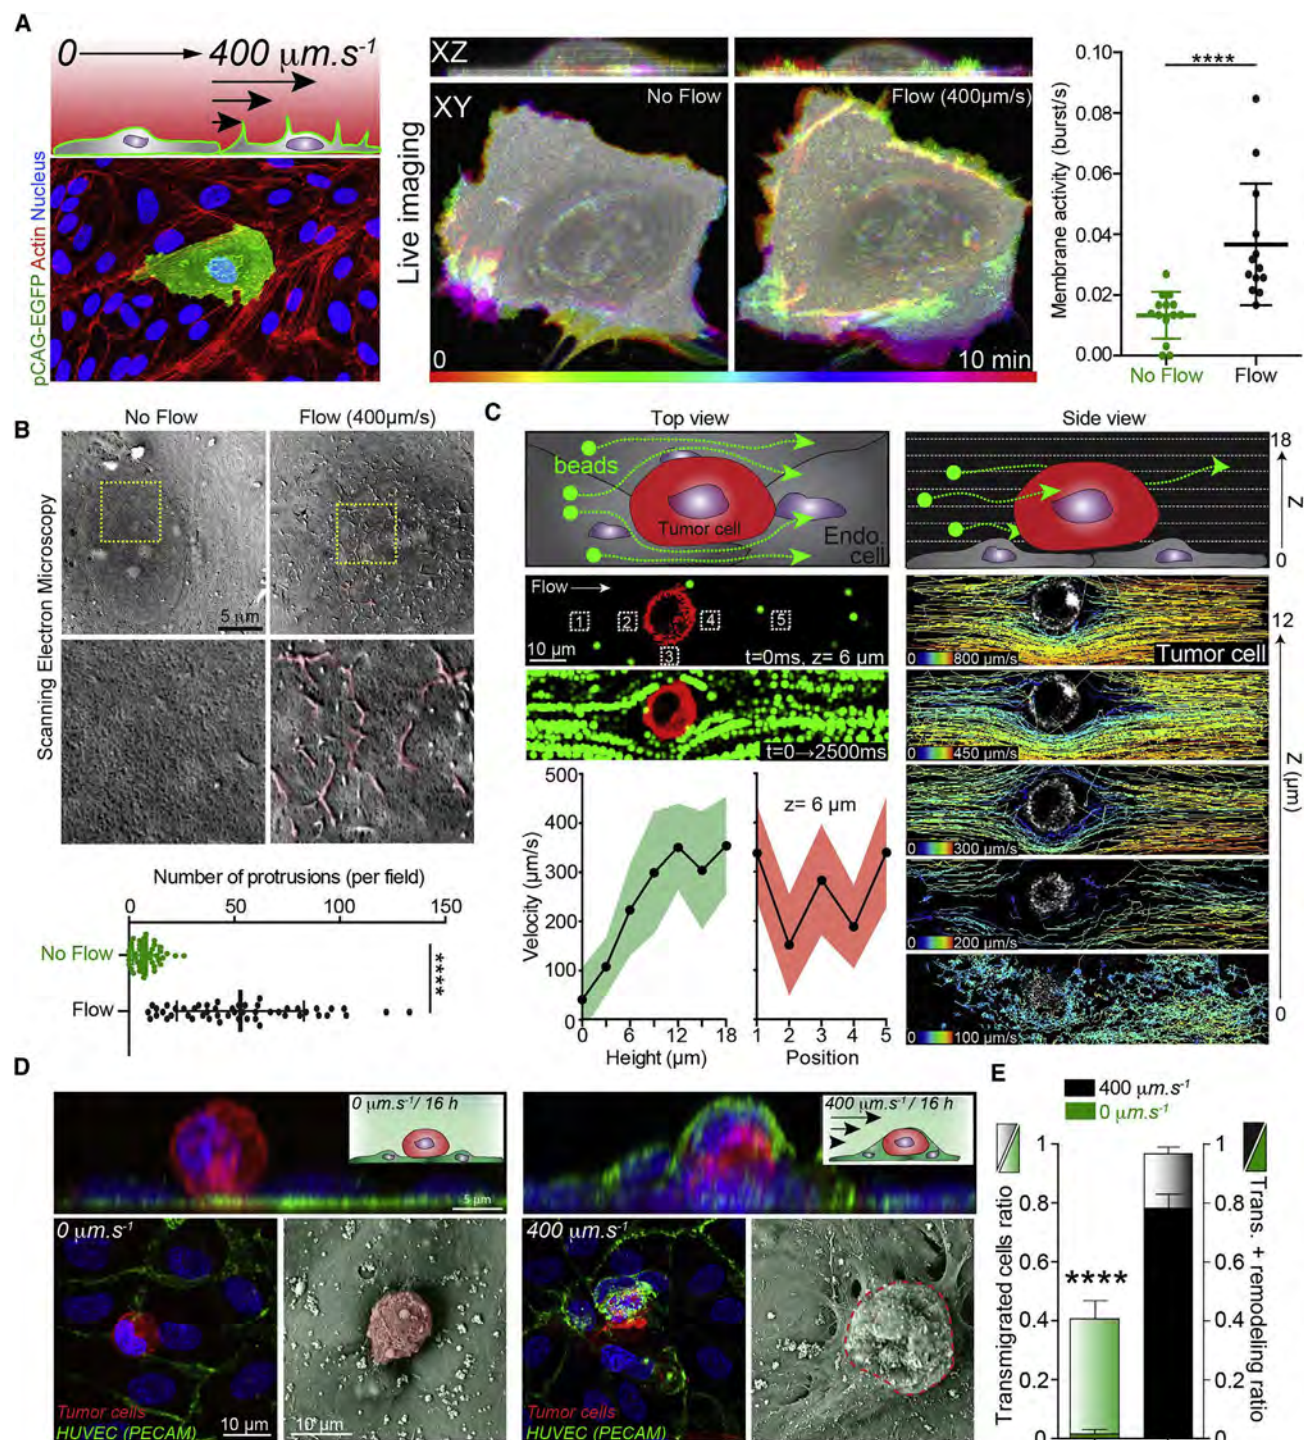 A
0 → 400 μm.s⁻¹
pCAG-EGFP Actin Nucleus
Live imaging
XZ
XY
No Flow
Flow (400μm/s)
0
10 min
Membrane activity (burst/s)
0.10
0.08
0.06
0.04
0.02
0.00
****
No Flow
Flow
B
No Flow
Flow (400μm/s)
Scanning Electron Microscopy
5 μm
Number of protrusions (per field)
0
50
100
150
No Flow
Flow
****
C
Top view
beads
Tumor cell
Endo.
cell
Flow
1
2
3
4
5
10 μm
t=0ms, z= 6 μm
t=0→2500ms
Velocity (μm/s)
500
400
300
200
100
0
0
6
12
18
Height (μm)
z= 6 μm
1
2
3
4
5
Position
Side view
18
Z
0
0
800 μm/s
Tumor cell
12
0
450 μm/s
0
300 μm/s
Z (μm)
0
200 μm/s
0
100 μm/s
0
D
0 μm.s⁻¹/ 16 h
5 μm
400 μm.s⁻¹/ 16 h
0 μm.s⁻¹
Tumor cells
HUVEC (PECAM)
10 μm
10 μm
400 μm.s⁻¹
Tumor cells
HUVEC (PECAM)
10 μm
E
400 μm.s⁻¹
0 μm.s⁻¹
Transmigrated cells ratio
1
0.8
0.6
0.4
0.2
0
****
1
0.8
0.6
0.4
0.2
0
Trans. + remodeling ratio